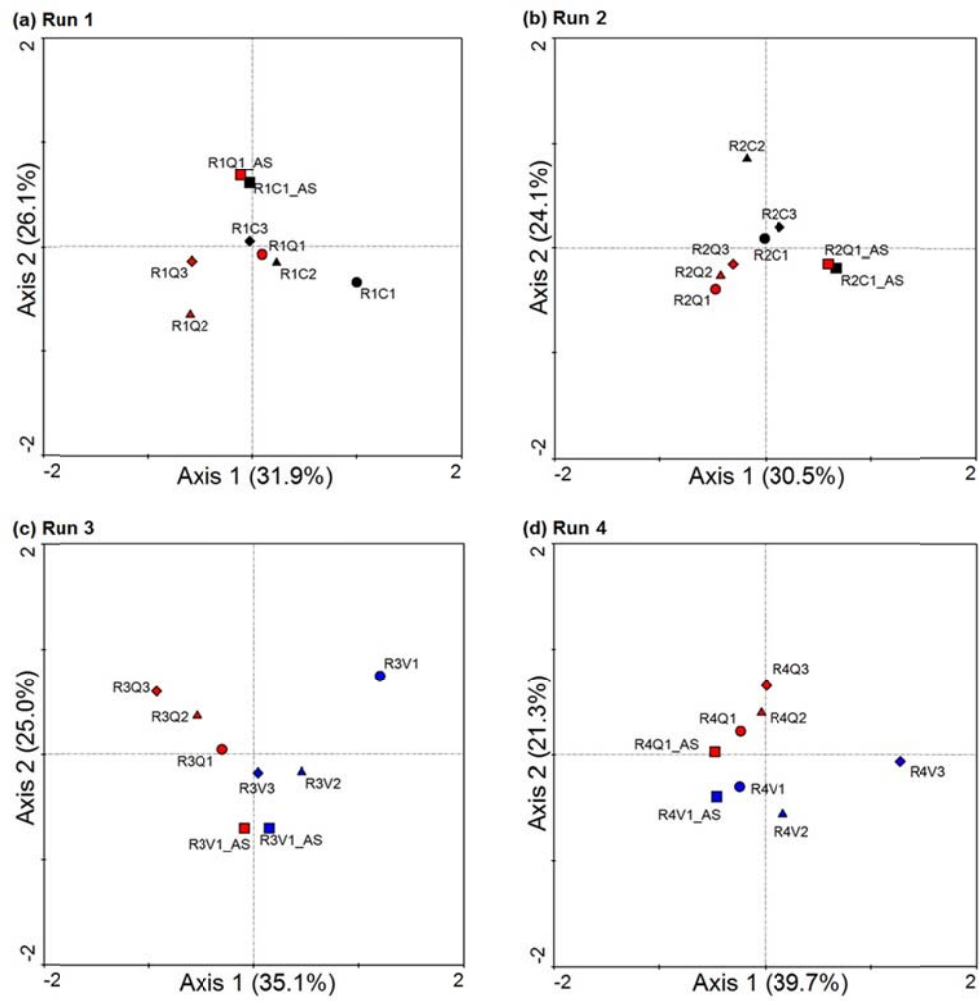 (a) Run 1
2
R1Q1_AS
R1C1_AS
R1C3
R1Q1
R1Q3
R1C2
R1C1
R1Q2
Axis 2 (26.1%)
-2
-2
Axis 1 (31.9%)
2
(b) Run 2
2
R2C2
R2C3
R2C1
R2Q3
R2Q1_AS
R2Q2
R2C1_AS
R2Q1
Axis 2 (24.1%)
-2
-2
Axis 1 (30.5%)
2
(c) Run 3
2
R3V1
R3Q3
R3Q2
R3Q1
R3V3
R3V2
R3V1_AS
R3V1_AS
Axis 2 (25.0%)
-2
-2
Axis 1 (35.1%)
2
(d) Run 4
2
R4Q3
R4Q1
R4Q2
R4Q1_AS
R4V3
R4V1
R4V1_AS
R4V2
Axis 2 (21.3%)
-2
-2
Axis 1 (39.7%)
2